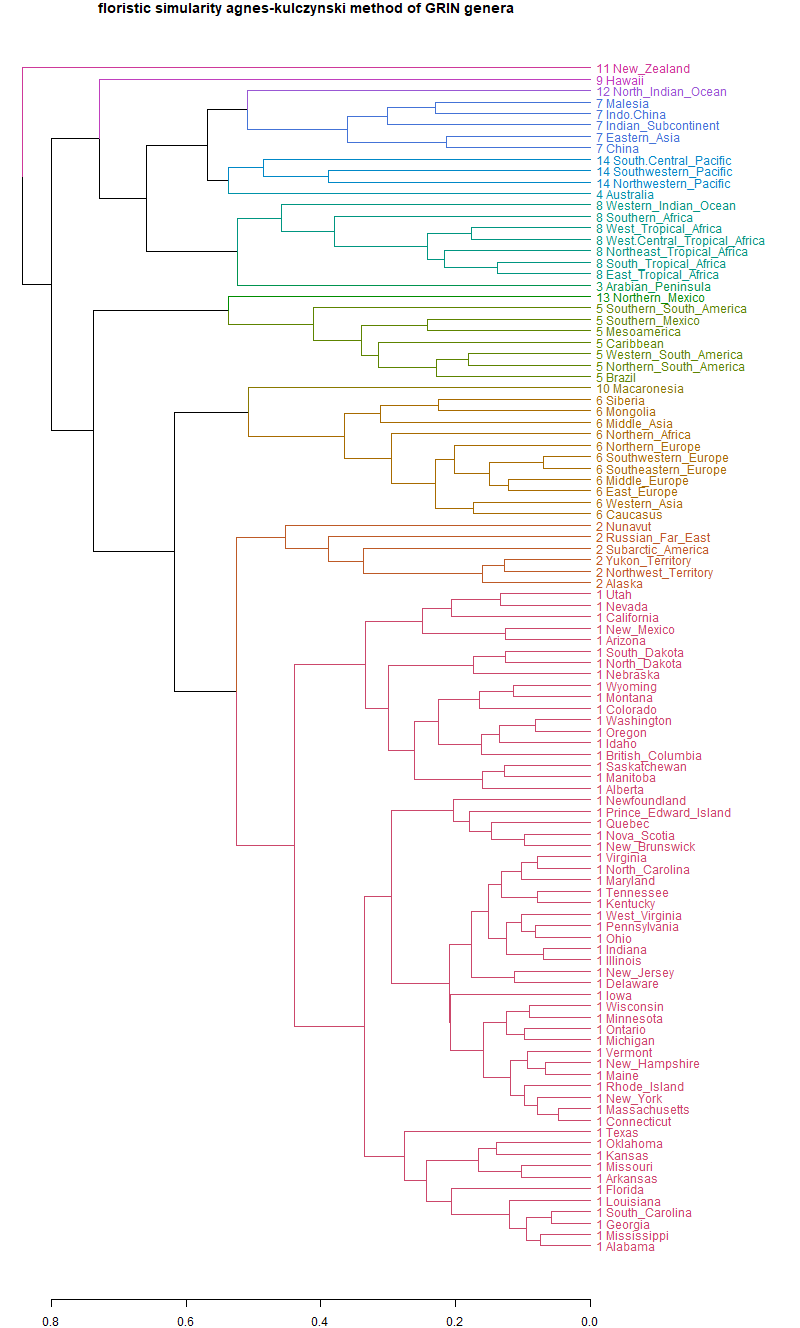 floristic simularity agnes-kulczynski method of GRIN genera
11 New_Zealand
9 Hawaii
12 North_Indian_Ocean
7 Malesia
7 Indo.China
7 Indian_Subcontinent
7 Eastern_Asia
7 China
14 South.Central_Pacific
14 Southwestern_Pacific
14 Northwestern_Pacific
4 Australia
8 Western_Indian_Ocean
8 Southern_Africa
8 West_Tropical_Africa
8 West.Central_Tropical_Africa
8 Northeast_Tropical_Africa
8 South_Tropical_Africa
8 East_Tropical_Africa
3 Arabian_Peninsula
13 Northern_Mexico
5 Southern_South_America
5 Southern_Mexico
5 Mesoamerica
5 Caribbean
5 Western_South_America
5 Northern_South_America
5 Brazil
10 Macaronesia
6 Siberia
6 Mongolia
6 Middle_Asia
6 Northern_Africa
6 Northern_Europe
6 Southwestern_Europe
6 Southeastern_Europe
6 Middle_Europe
6 East_Europe
6 Western_Asia
6 Caucasus
2 Nunavut
2 Russian_Far_East
2 Subarctic_America
2 Yukon_Territory
2 Northwest_Territory
2 Alaska
1 Utah
1 Nevada
1 California
1 New_Mexico
1 Arizona
1 South_Dakota
1 North_Dakota
1 Nebraska
1 Wyoming
1 Montana
1 Colorado
1 Washington
1 Oregon
1 Idaho
1 British_Columbia
1 Saskatchewan
1 Manitoba
1 Alberta
1 Newfoundland
1 Prince_Edward_Island
1 Quebec
1 Nova_Scotia
1 New_Brunswick
1 Virginia
1 North_Carolina
1 Maryland
1 Tennessee
1 Kentucky
1 West_Virginia
1 Pennsylvania
1 Ohio
1 Indiana
1 Illinois
1 New_Jersey
1 Delaware
1 Iowa
1 Wisconsin
1 Minnesota
1 Ontario
1 Michigan
1 Vermont
1 New_Hampshire
1 Maine
1 Rhode_Island
1 New_York
1 Massachusetts
1 Connecticut
1 Texas
1 Oklahoma
1 Kansas
1 Missouri
1 Arkansas
1 Florida
1 Louisiana
1 South_Carolina
1 Georgia
1 Mississippi
1 Alabama
0.8 0.6 0.4 0.2 0.0